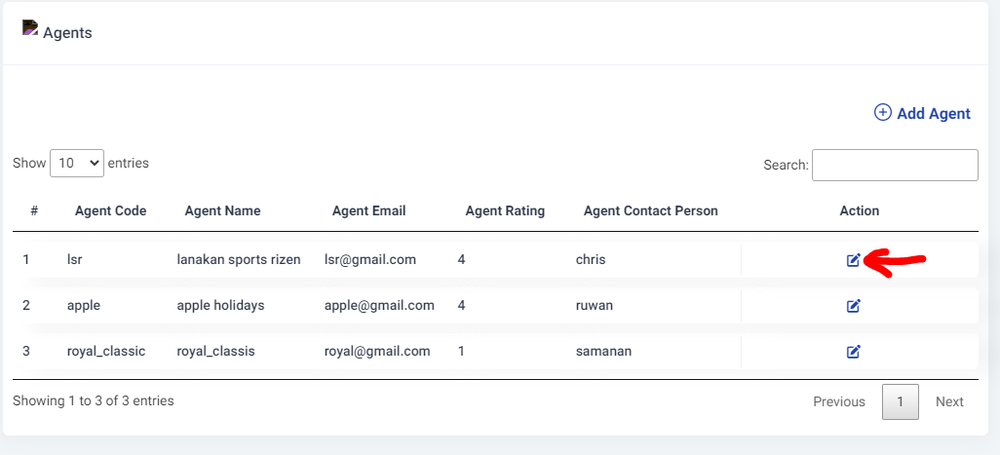 Agents
Add Agent
Show 10 entries Search:
# Agent Code Agent Name Agent Email Agent Rating Agent Contact Person Action
1 lsr lanakan sports rizen lsr@gmail.com 4 chris
2 apple apple holidays apple@gmail.com 4 ruwan
3 royal_classic royal_classis royal@gmail.com 1 samanan
Showing 1 to 3 of 3 entries Previous 1 Next